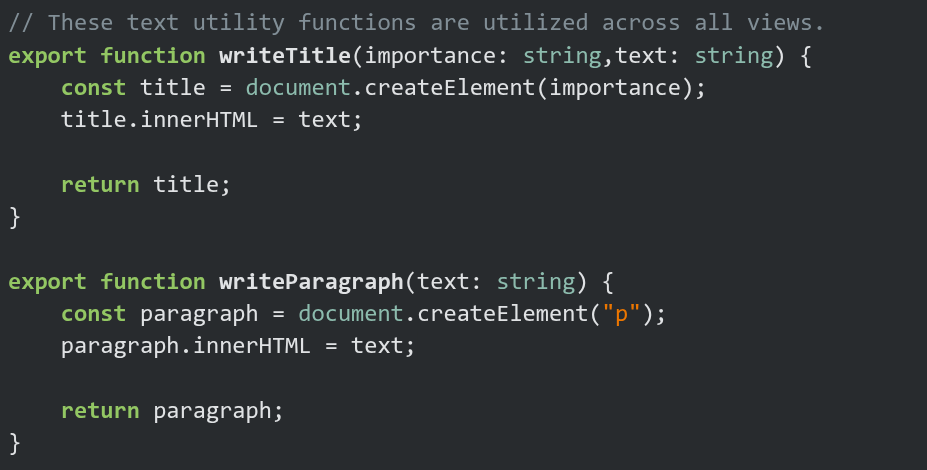 // These text utility functions are utilized across all views.
export function writeTitle(importance: string,text: string) {
    const title = document.createElement(importance);
    title.innerHTML = text;

    return title;
}

export function writeParagraph(text: string) {
    const paragraph = document.createElement("p");
    paragraph.innerHTML = text;

    return paragraph;
}